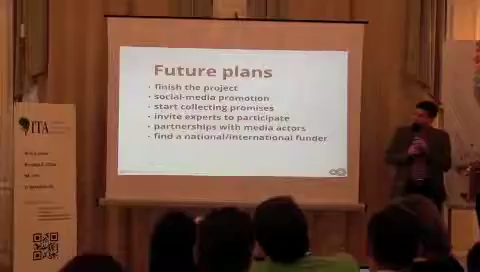 Future plans
· finish the project
· social-media promotion
· start collecting promises
· invite experts to participate
· partnerships with media actors
· find a national/international funder
ITA